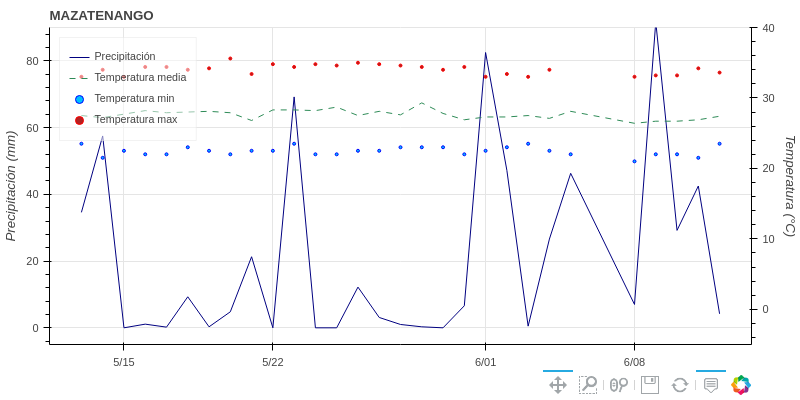 MAZATENANGO
Precipitación
Temperatura media
Temperatura min
Temperatura max
Precipitación (mm)
80
60
40
20
0
40
30
20
10
0
Temperatura (°C)
5/15
5/22
6/01
6/08